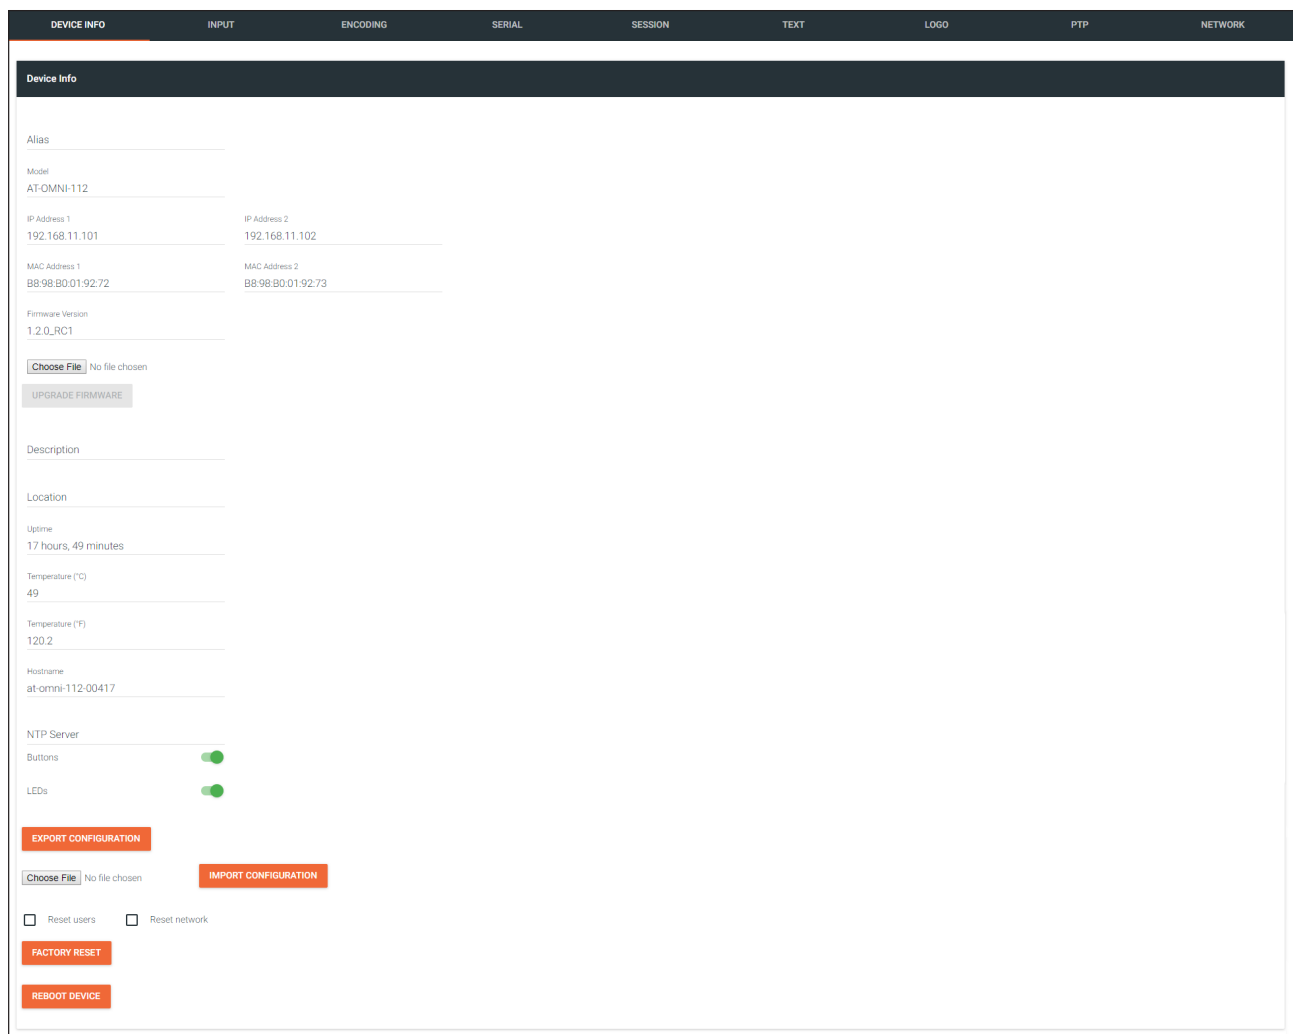 DEVICE INFO INPUT ENCODING SERIAL SESSION TEXT LOGO PTP NETWORK
Device Info
Alias
Model
AT-OMNI-112
IP Address 1 IP Address 2
192.168.11.101 192.168.11.102
MAC Address 1 MAC Address 2
B8:98:B0:01:92:72 B8:98:B0:01:92:73
Firmware Version
1.2.0_RC1
Choose File No file chosen
UPGRADE FIRMWARE
Description
Location
Uptime
17 hours, 49 minutes
Temperature (°C)
49
Temperature (°F)
120.2
Hostname
at-omni-112-00417
NTP Server
Buttons
LEDs
EXPORT CONFIGURATION
Choose File No file chosen IMPORT CONFIGURATION
Reset users Reset network
FACTORY RESET
REBOOT DEVICE